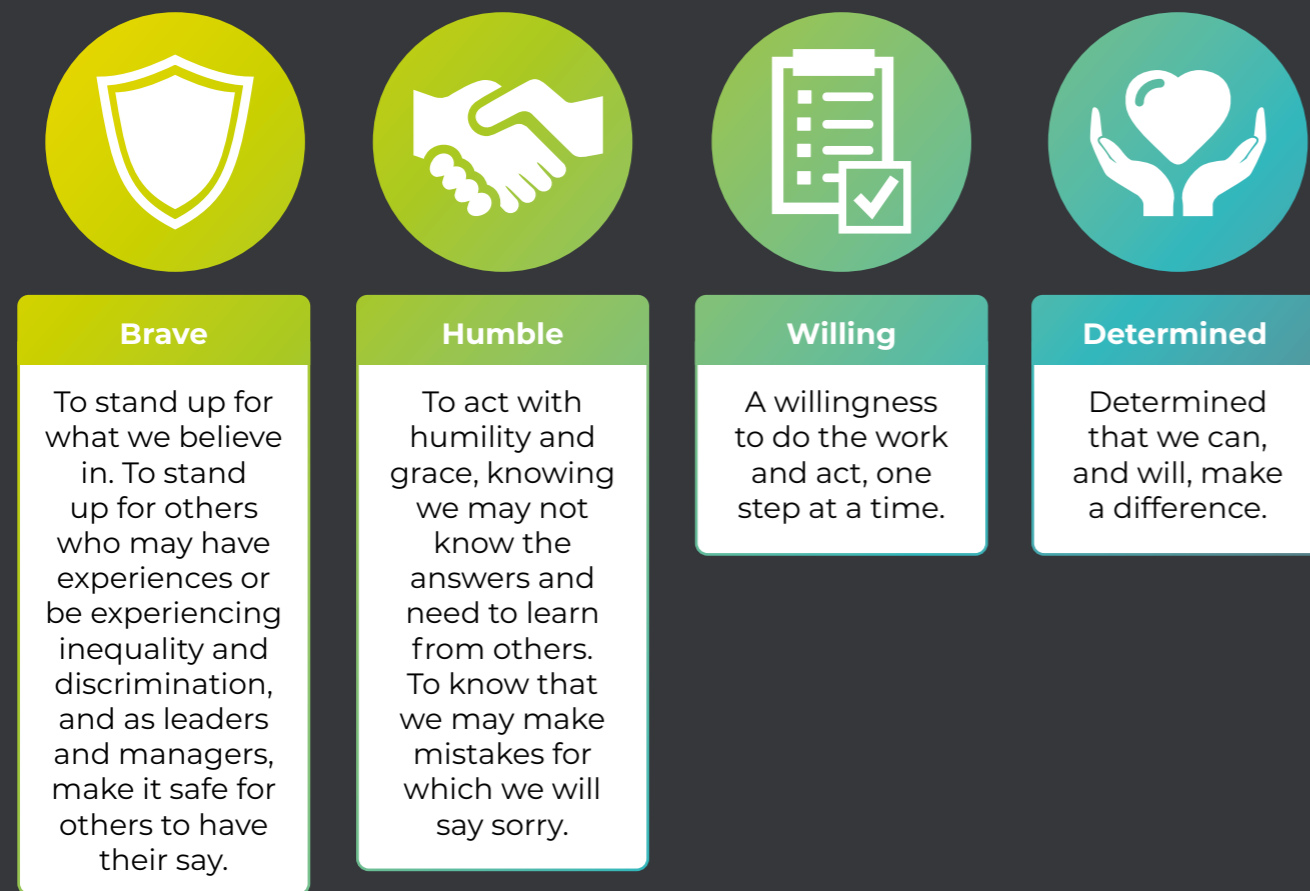 Brave
To stand up for
what we believe
in. To stand
up for others
who may have
experiences or
be experiencing
inequality and
discrimination,
and as leaders
and managers,
make it safe for
others to have
their say.
Humble
To act with
humility and
grace, knowing
we may not
know the
answers and
need to learn
from others.
To know that
we may make
mistakes for
which we will
say sorry.
Willing
A willingness
to do the work
and act, one
step at a time.
Determined
Determined
that we can,
and will, make
a difference.